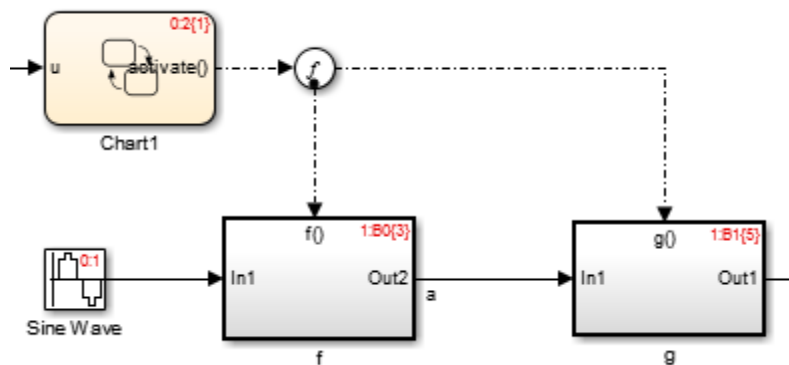 0:2{1}
u
activate()
f
Chart1
f()
1:B0{3}
g()
1:B1{5}
0:1
In1
Out2
In1
Out1
a
Sine Wave
f
g